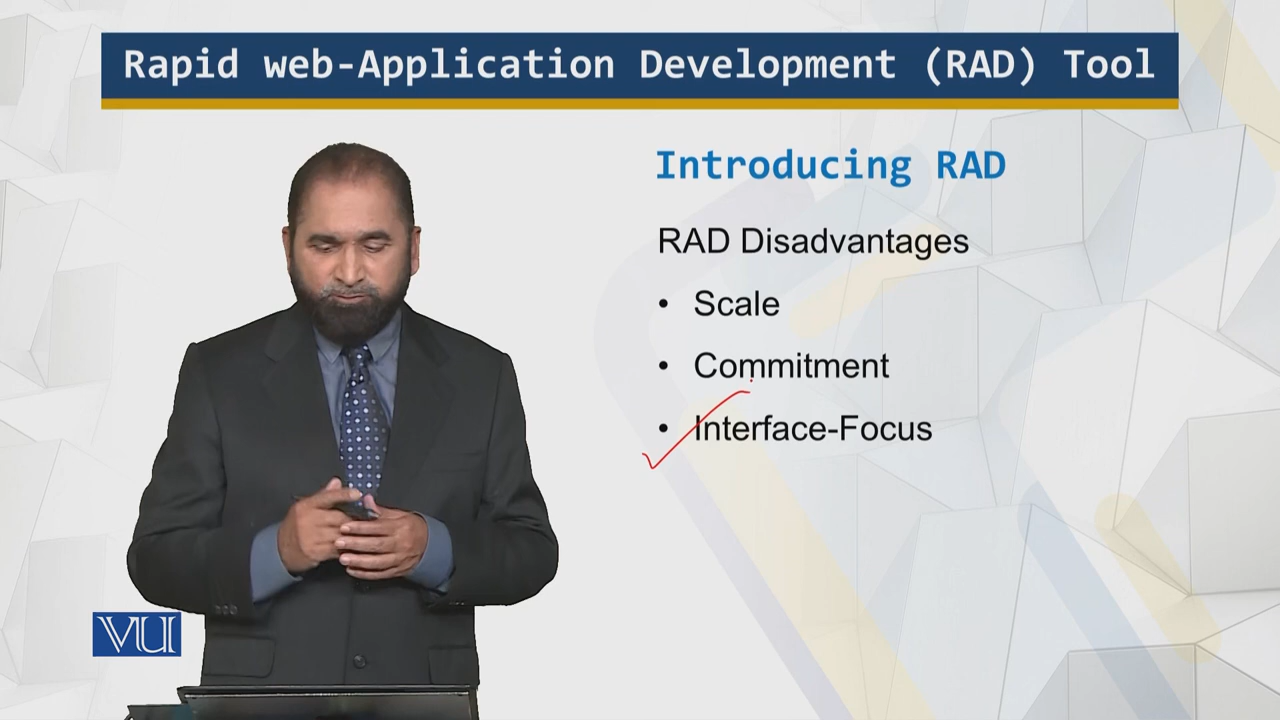 Rapid web-Application Development (RAD) Tool
Introducing RAD
RAD Disadvantages
• Scale
• Commitment
• Interface-Focus
VU